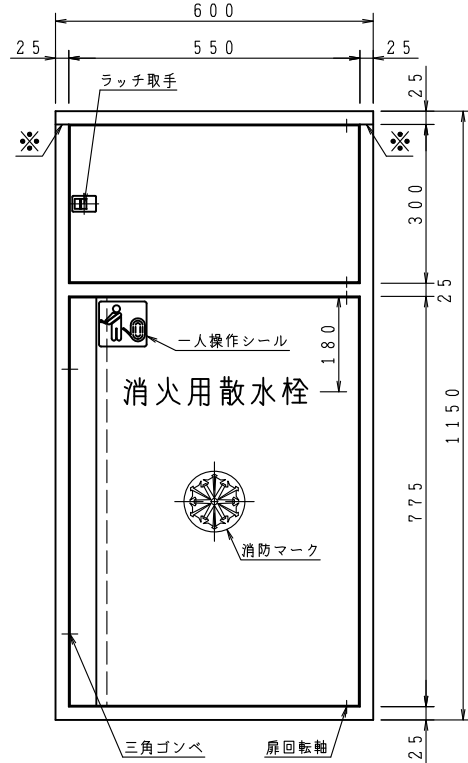 600
25 550 25
ラッチ取手
25
※ ※
300
25
一人操作シール
180
消火用散水栓
1150
775
消防マーク
三角ゴンベ
扉回転軸
25